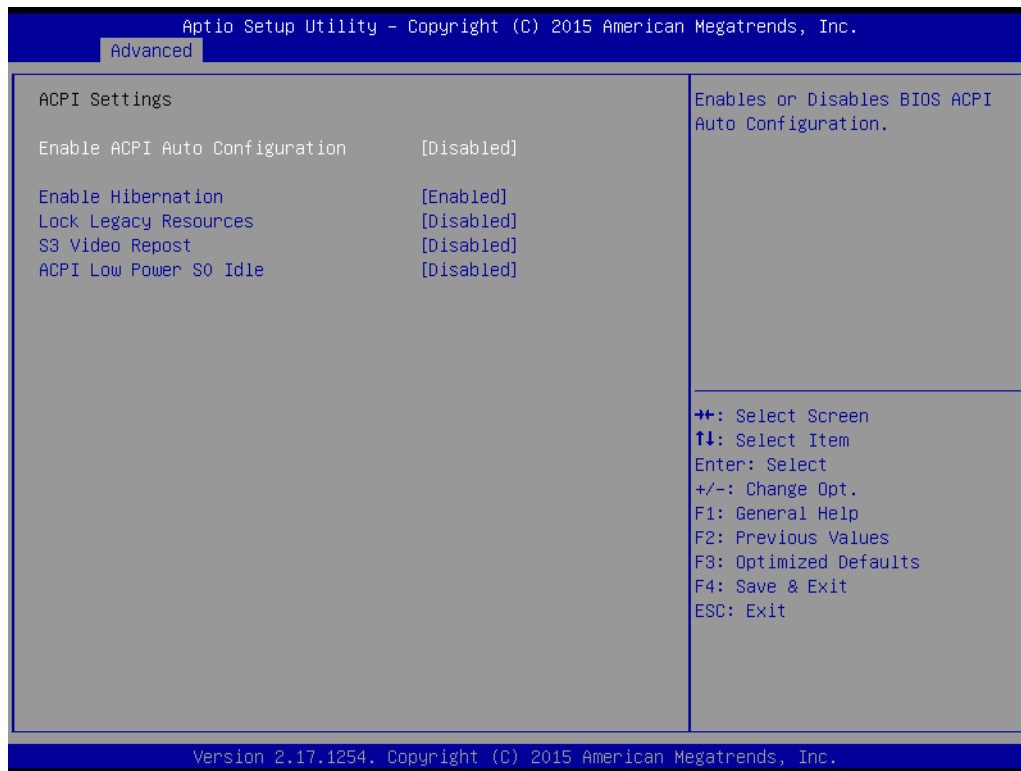 Aptio Setup Utility – Copyright (C) 2015 American Megatrends, Inc.
Advanced
ACPI Settings
Enable ACPI Auto Configuration [Disabled]
Enable Hibernation [Enabled]
Lock Legacy Resources [Disabled]
S3 Video Repost [Disabled]
ACPI Low Power S0 Idle [Disabled]
Enables or Disables BIOS ACPI
Auto Configuration.
→←: Select Screen
↑↓: Select Item
Enter: Select
+/-: Change Opt.
F1: General Help
F2: Previous Values
F3: Optimized Defaults
F4: Save & Exit
ESC: Exit
Version 2.17.1254. Copyright (C) 2015 American Megatrends, Inc.